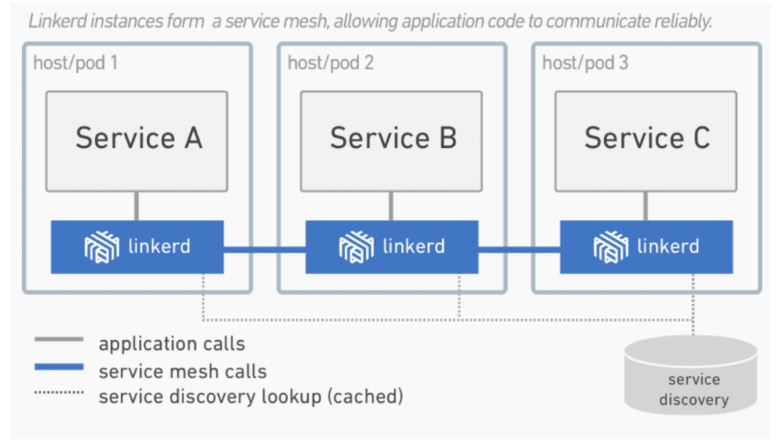 Linkerd instances form a service mesh, allowing application code to communicate reliably.
host/pod 1
host/pod 2
host/pod 3
Service A
Service B
Service C
linkerd
linkerd
linkerd
application calls
service mesh calls
service discovery lookup (cached)
service
discovery